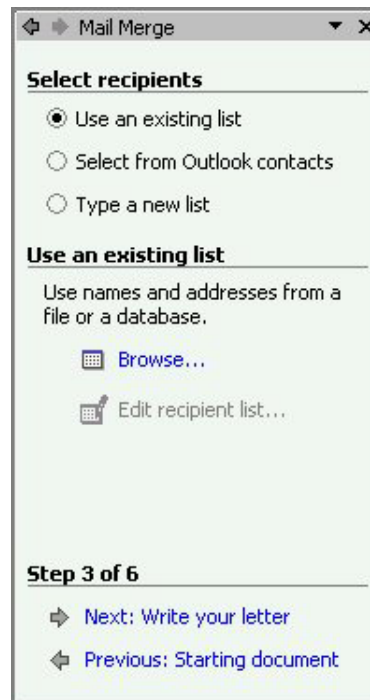 Mail Merge
Select recipients
Use an existing list
Select from Outlook contacts
Type a new list
Use an existing list
Use names and addresses from a
file or a database.
Browse...
Edit recipient list...
Step 3 of 6
Next: Write your letter
Previous: Starting document